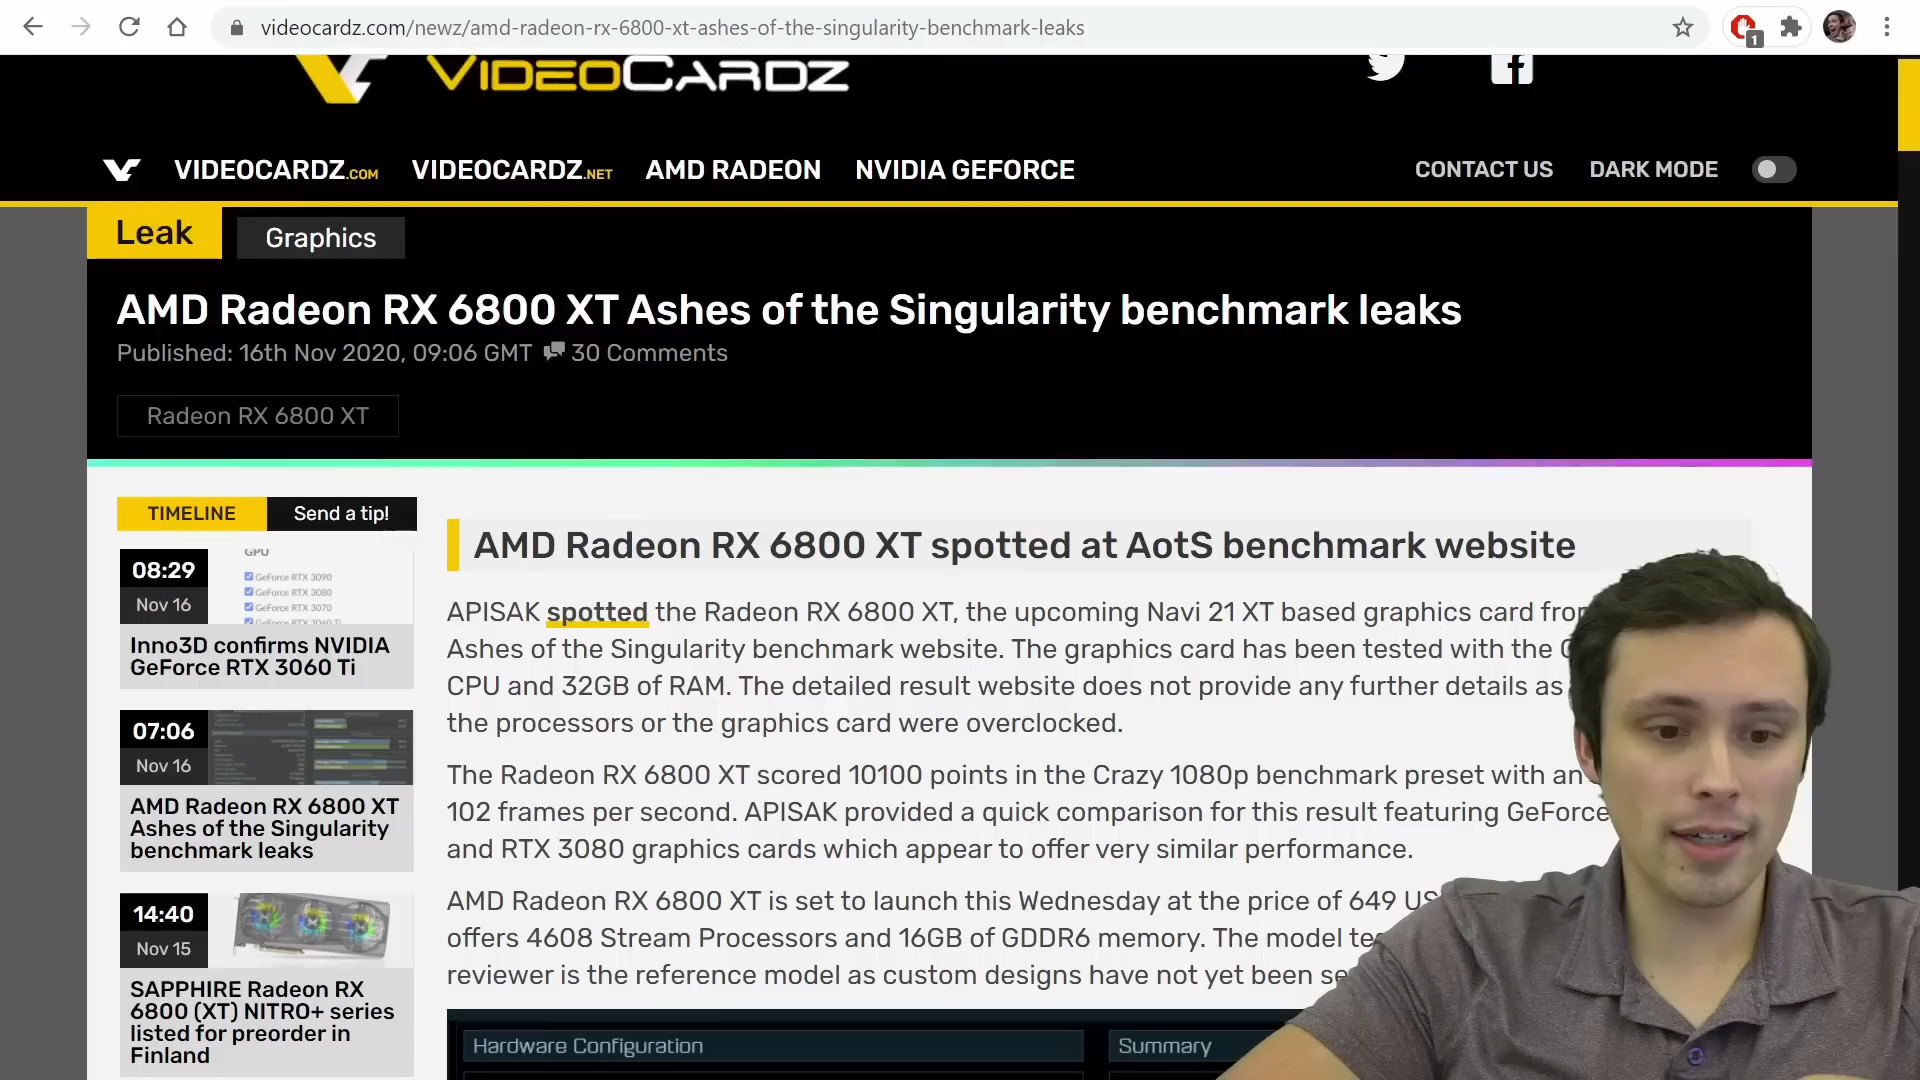 videocardz.com/newz/amd-radeon-rx-6800-xt-ashes-of-the-singularity-benchmark-leaks
1
VIDEOCARDZ
VIDEOCARDZ.COM VIDEOCARDZ.NET AMD RADEON NVIDIA GEFORCE CONTACT US DARK MODE
Leak Graphics
AMD Radeon RX 6800 XT Ashes of the Singularity benchmark leaks
Published: 16th Nov 2020, 09:06 GMT 30 Comments
Radeon RX 6800 XT
TIMELINE Send a tip!
08:29
Nov 16
GPU
GeForce RTX 3090
GeForce RTX 3080
GeForce RTX 3070
GeForce RTX 3060 Ti
Inno3D confirms NVIDIA
GeForce RTX 3060 Ti
07:06
Nov 16
AMD Radeon RX 6800 XT
Ashes of the Singularity
benchmark leaks
14:40
Nov 15
SAPPHIRE Radeon RX
6800 (XT) NITRO+ series
listed for preorder in
Finland
AMD Radeon RX 6800 XT spotted at AotS benchmark website
APISAK spotted the Radeon RX 6800 XT, the upcoming Navi 21 XT based graphics card
Ashes of the Singularity benchmark website. The graphics card has been tested with the
CPU and 32GB of RAM. The detailed result website does not provide any further details as
the processors or the graphics card were overclocked.
The Radeon RX 6800 XT scored 10100 points in the Crazy 1080p benchmark preset with an
102 frames per second. APISAK provided a quick comparison for this result featuring GeForce
and RTX 3080 graphics cards which appear to offer very similar performance.
AMD Radeon RX 6800 XT is set to launch this Wednesday at the price of 649
offers 4608 Stream Processors and 16GB of GDDR6 memory. The model
reviewer is the reference model as custom designs have not yet been
Hardware Configuration
Summary